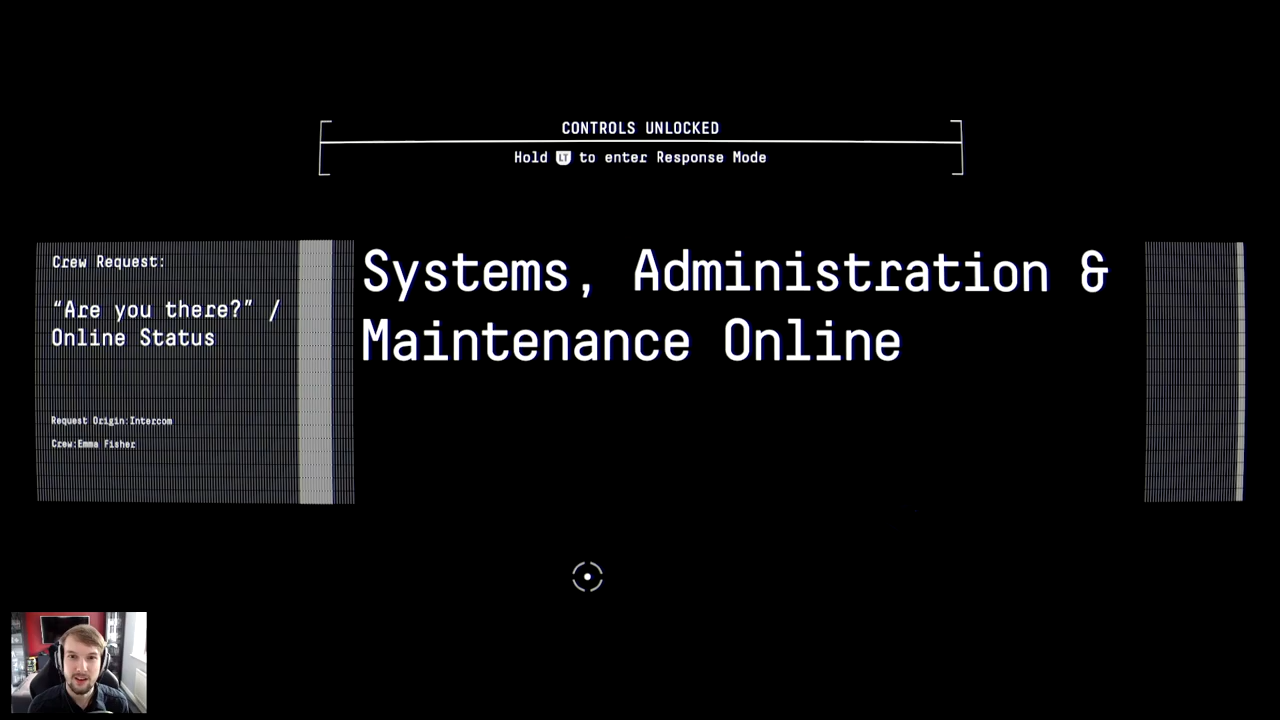 CONTROLS UNLOCKED
Hold LT to enter Response Mode
Crew Request:
“Are you there?” /
Online Status
Request Origin:Intercom
Crew:Emma Fisher
Systems, Administration &
Maintenance Online